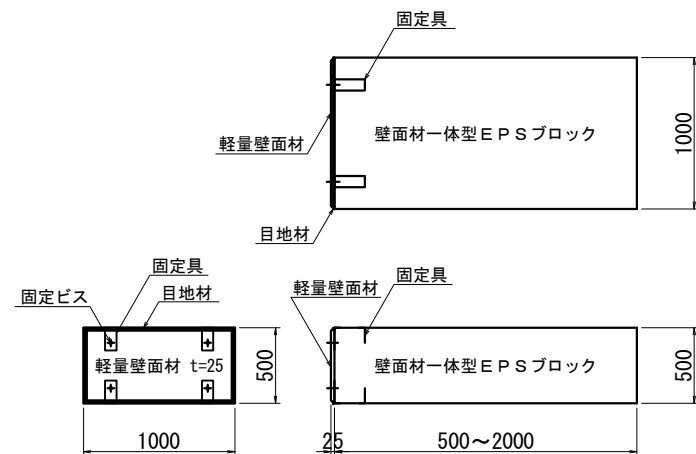 固定具
軽量壁面材
壁面材一体型ＥＰＳブロック
1000
目地材
固定具
目地材
固定ビス
軽量壁面材 t=25
500
1000
軽量壁面材
固定具
壁面材一体型ＥＰＳブロック
500
25
500～2000